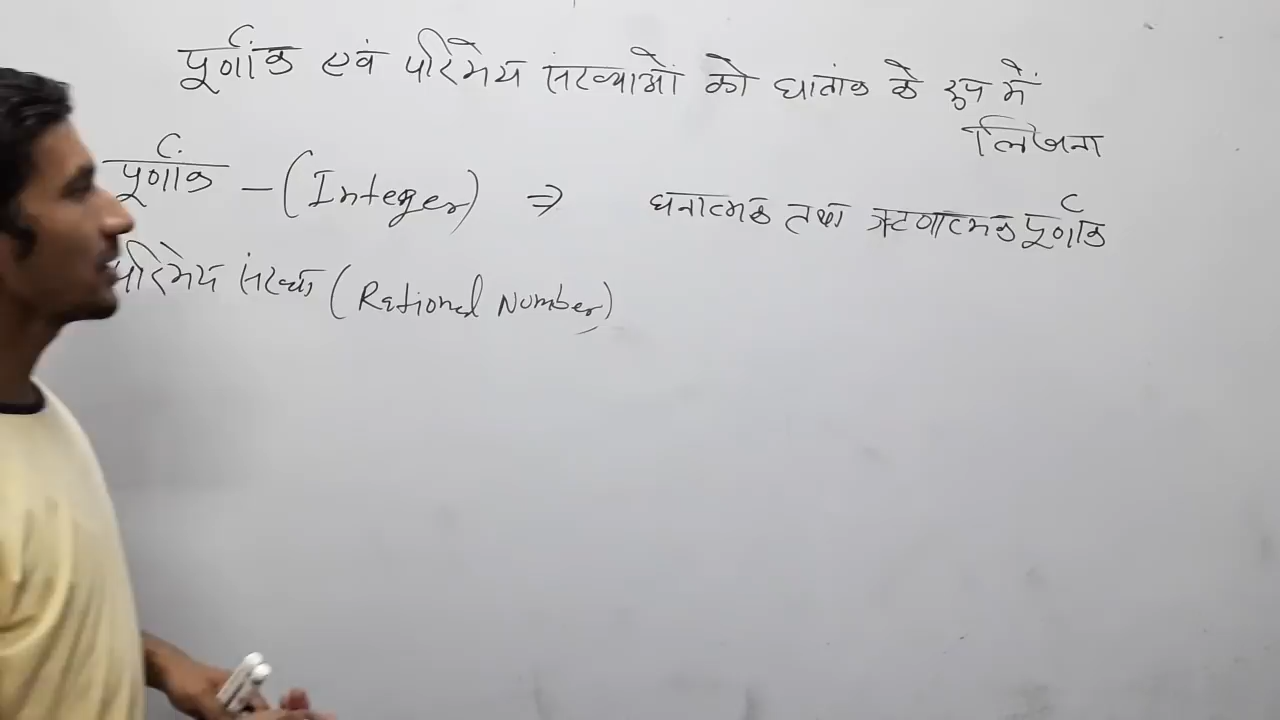 पूर्णांक एवं परिमेय संख्याओं को घातांक के रूप में
लिखना
पूर्णांक - (Integer) ⇒ धनात्मक तथा ऋणात्मक पूर्णांक
परिमेय संख्या (Rational Number)